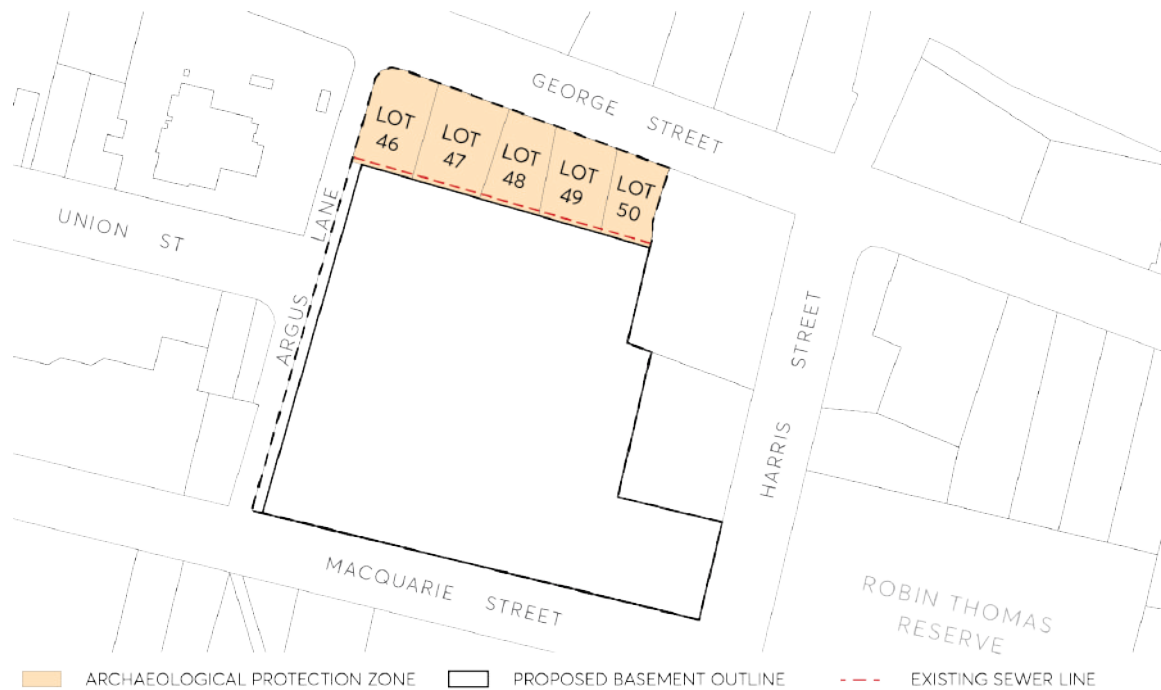 GEORGE STREET
LOT
46
LOT
47
LOT
48
LOT
49
LOT
50
UNION ST
ARGUS LANE
HARRIS STREET
MACQUARIE STREET
ROBIN THOMAS
RESERVE
ARCHAEOLOGICAL PROTECTION ZONE
PROPOSED BASEMENT OUTLINE
EXISTING SEWER LINE